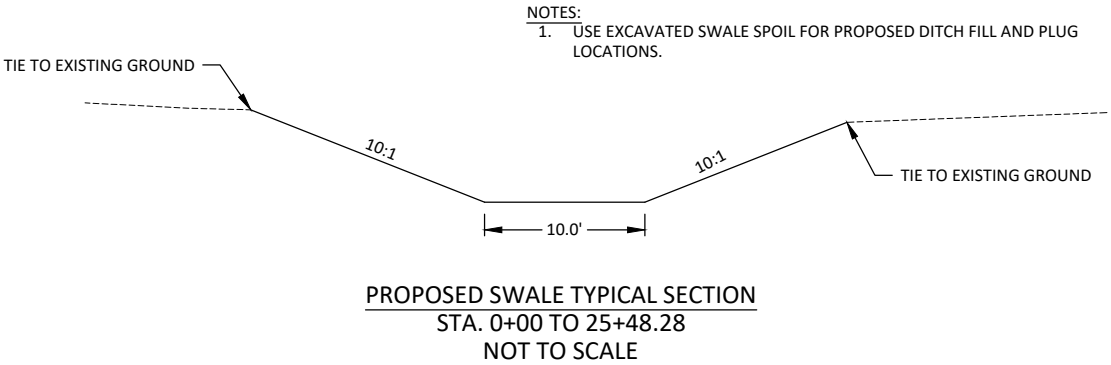 NOTES:
1. USE EXCAVATED SWALE SPOIL FOR PROPOSED DITCH FILL AND PLUG
LOCATIONS.
TIE TO EXISTING GROUND
10:1
10:1
TIE TO EXISTING GROUND
10.0'
PROPOSED SWALE TYPICAL SECTION
STA. 0+00 TO 25+48.28
NOT TO SCALE